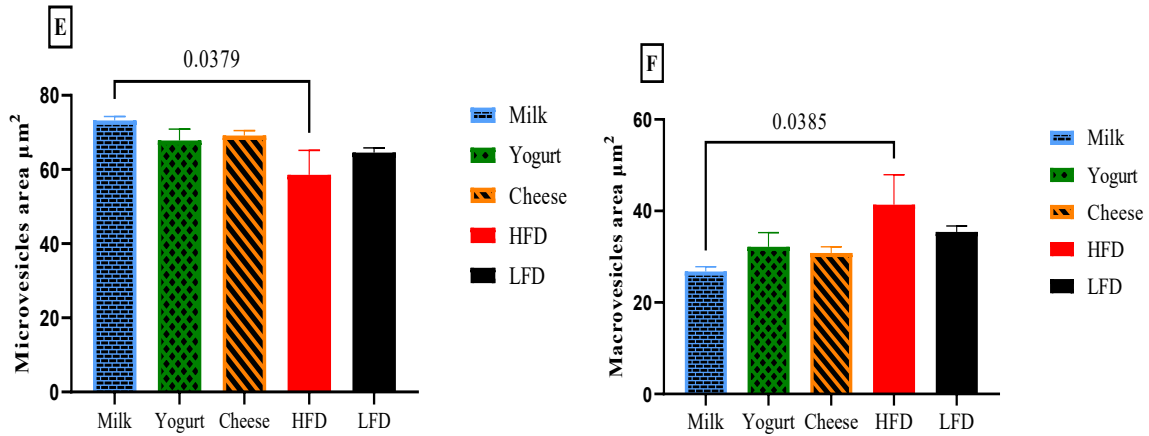 E
0.0379
Microvesicles area µm²
80
60
40
20
0
Milk Yogurt Cheese HFD LFD
Milk
Yogurt
Cheese
HFD
LFD
F
0.0385
Macrovesicles area µm²
60
40
20
0
Milk Yogurt Cheese HFD LFD
Milk
Yogurt
Cheese
HFD
LFD